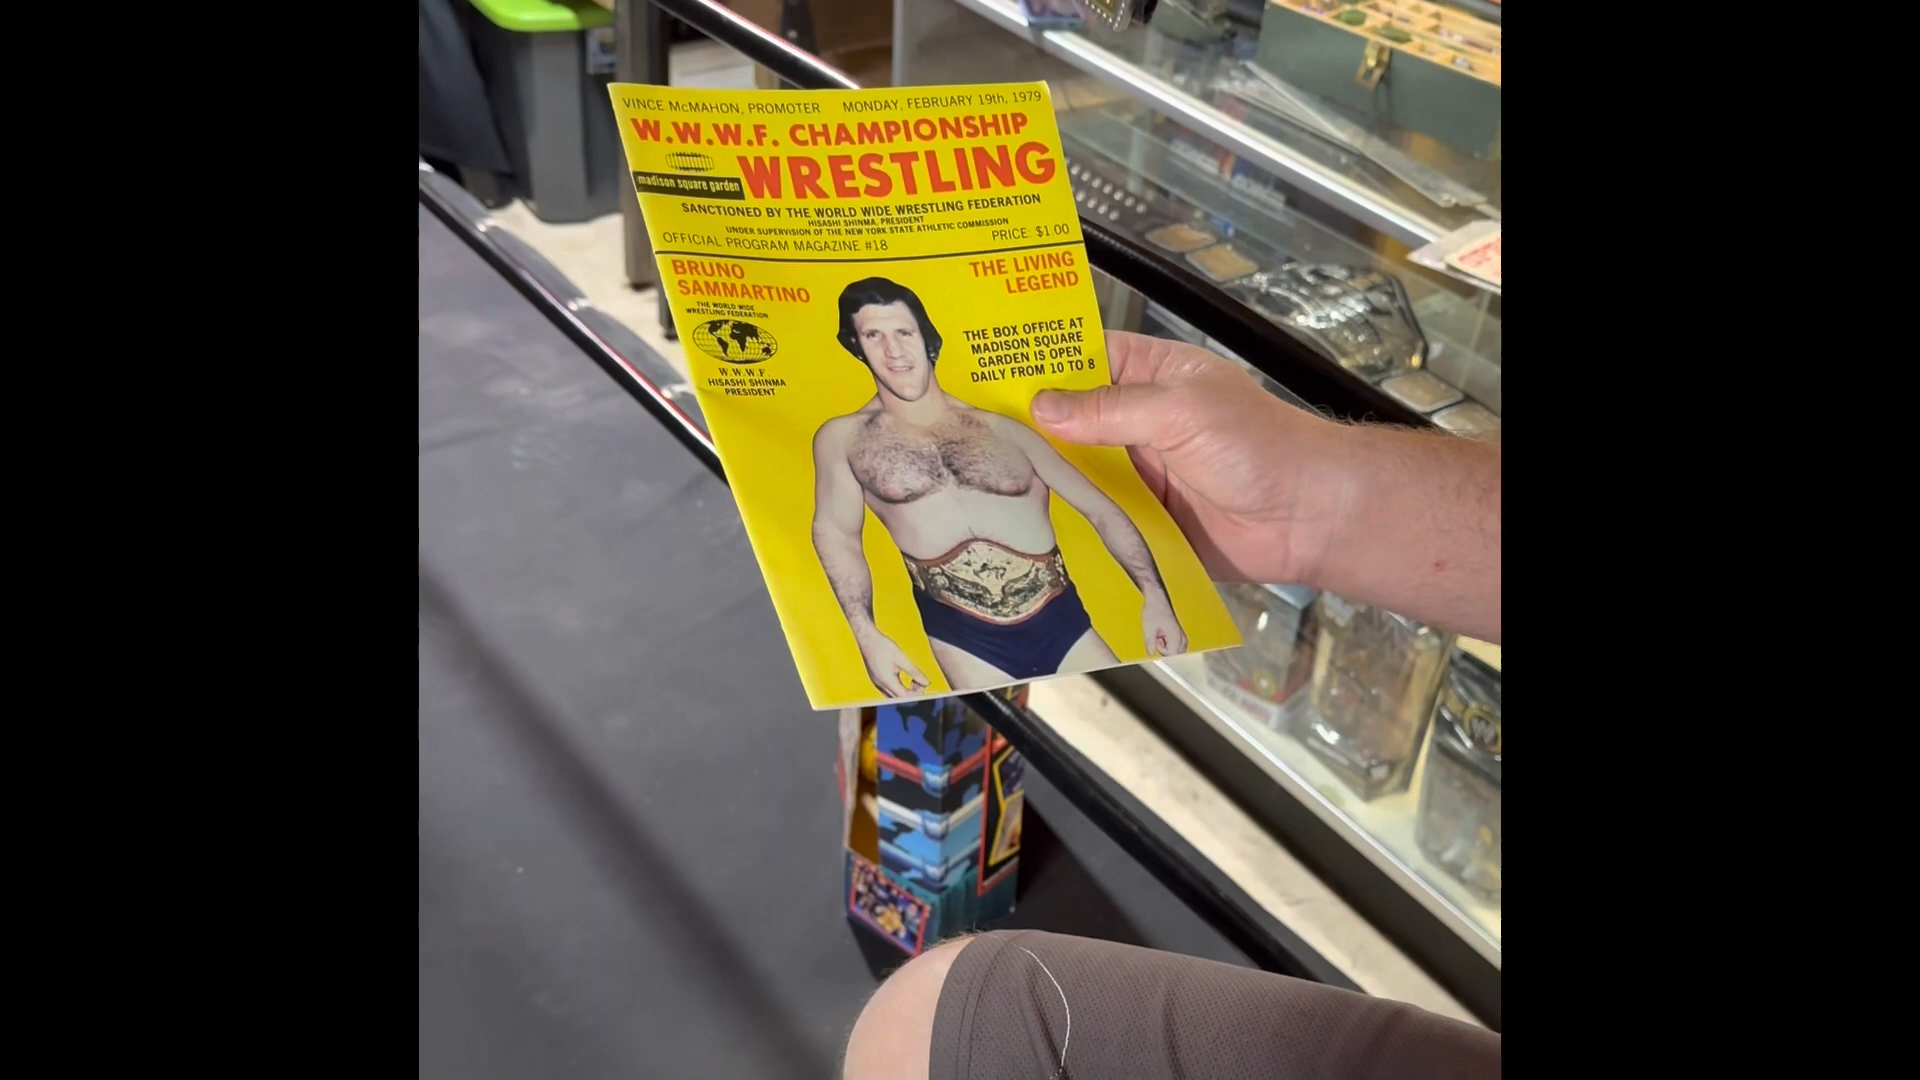 VINCE McMAHON, PROMOTER MONDAY, FEBRUARY 19th, 1979
W.W.W.F. CHAMPIONSHIP
madison square garden WRESTLING
SANCTIONED BY THE WORLD WIDE WRESTLING FEDERATION
HISASHI SHINMA, PRESIDENT
UNDER SUPERVISION OF THE NEW YORK STATE ATHLETIC COMMISSION
OFFICIAL PROGRAM MAGAZINE #18 PRICE: $1.00
BRUNO
SAMMARTINO
THE WORLD WIDE
WRESTLING FEDERATION
W.W.W.F.
HISASHI SHINMA
PRESIDENT
THE LIVING
LEGEND
THE BOX OFFICE AT
MADISON SQUARE
GARDEN IS OPEN
DAILY FROM 10 TO 8